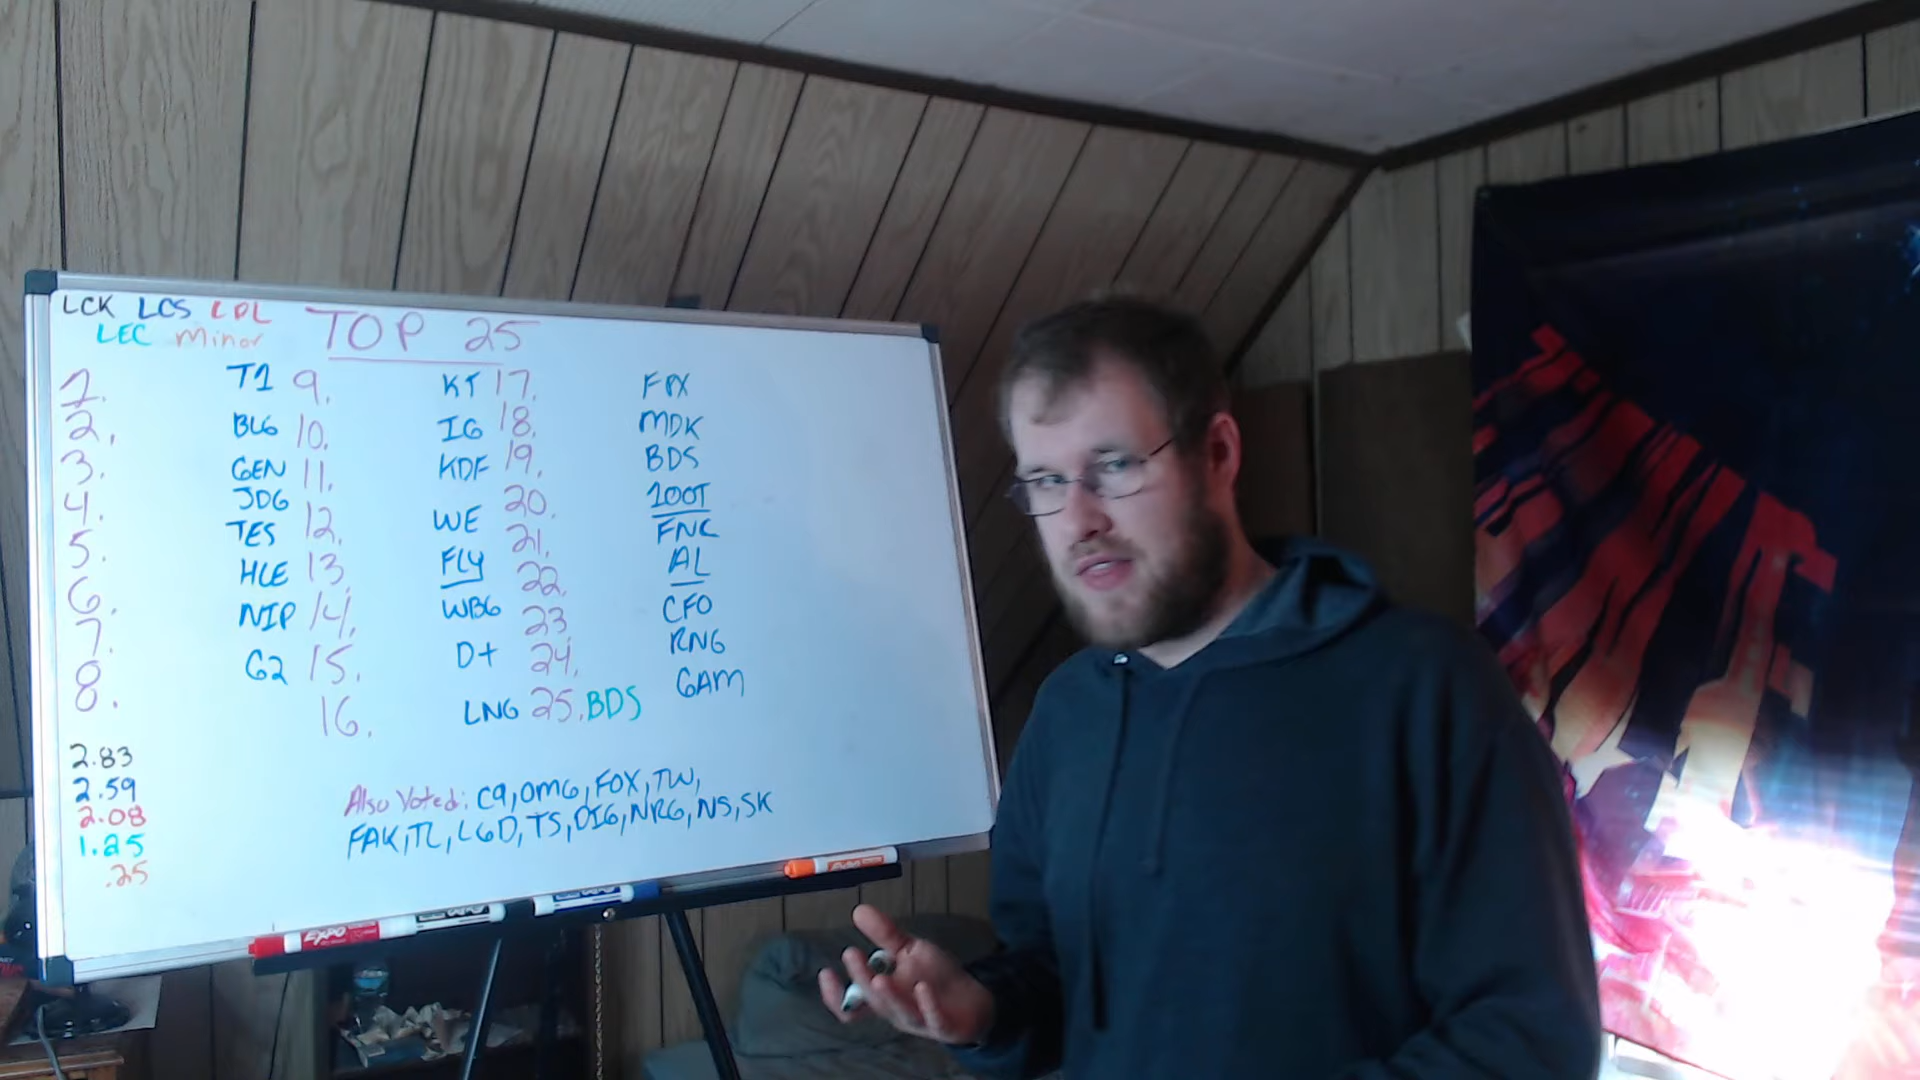 LCK LCS LPL
LEC Minor
TOP 25
1. T1 9. KT 17. FPX
2. BLG 10. IG 18. MDK
3. GEN 11. KDF 19. BDS
4. JDG 12. WE 20. 100T
5. TES 13. FLY 21. FNC
6. HLE 14. WBG 22. AL
7. NIP 15. D+ 23. CFO
8. G2 16. LNG 24. RNG
25. BDS GAM
2.83
2.59
2.08
1.25
.25
Also Voted: C9, OMG, FOX, TW,
FAK, TL, LGD, TS, DIG, NRG, NS, SK
EXPO